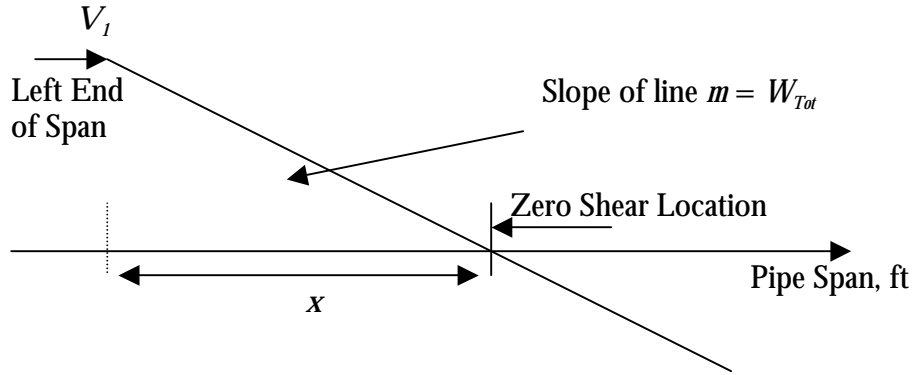 V1
Left End
of Span
Slope of line m = WTot
Zero Shear Location
Pipe Span, ft
x